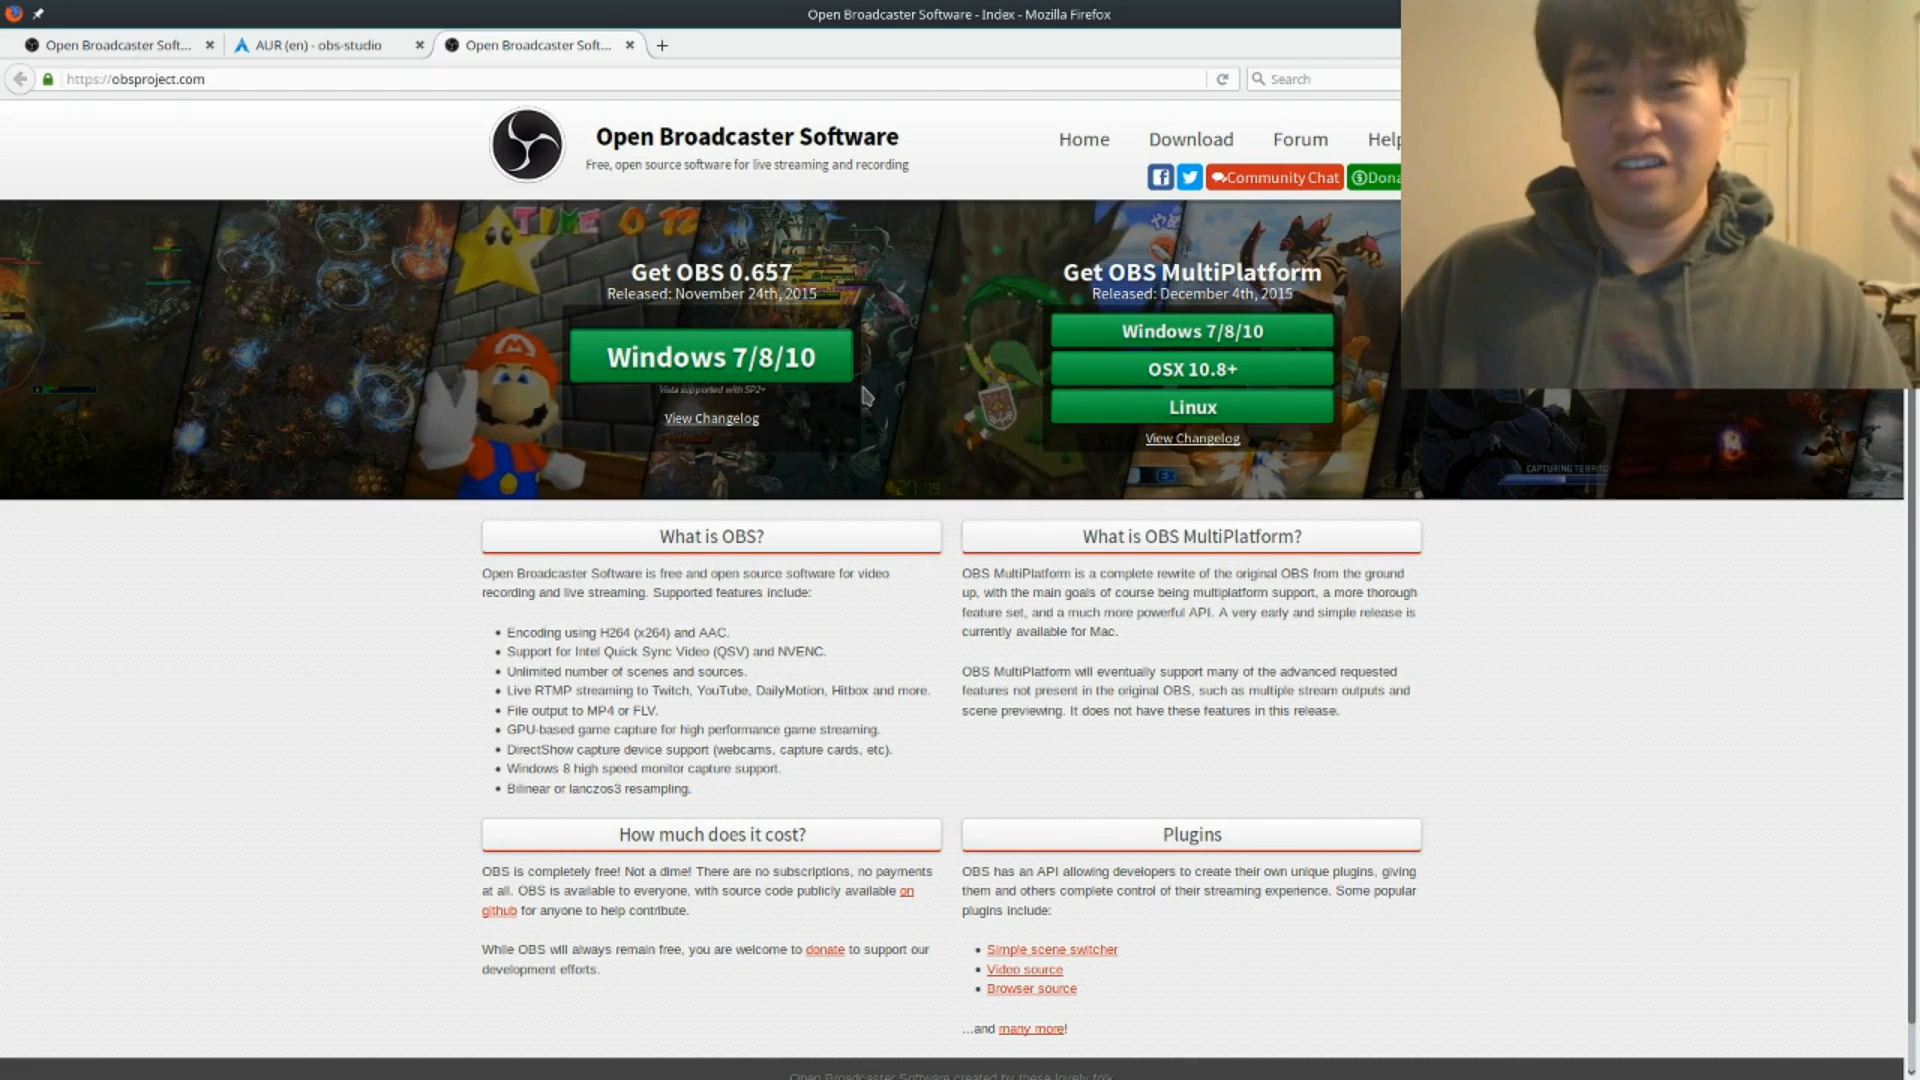 Open Broadcaster Software - Index - Mozilla Firefox
Open Broadcaster Soft...
AUR (en) - obs-studio
Open Broadcaster Soft...
https://obsproject.com
Search
Open Broadcaster Software
Free, open source software for live streaming and recording
Home
Download
Forum
Help
Community Chat
Dona
TIME 0'12
Get OBS 0.657
Released: November 24th, 2015
Windows 7/8/10
Vista supported with SP2+
View Changelog
Get OBS MultiPlatform
Released: December 4th, 2015
Windows 7/8/10
OSX 10.8+
Linux
View Changelog
EX
CAPTURING TERRITO
What is OBS?
Open Broadcaster Software is free and open source software for video
recording and live streaming. Supported features include:
• Encoding using H264 (x264) and AAC.
• Support for Intel Quick Sync Video (QSV) and NVENC.
• Unlimited number of scenes and sources.
• Live RTMP streaming to Twitch, YouTube, DailyMotion, Hitbox and more.
• File output to MP4 or FLV.
• GPU-based game capture for high performance game streaming.
• DirectShow capture device support (webcams, capture cards, etc).
• Windows 8 high speed monitor capture support.
• Bilinear or lanczos3 resampling.
What is OBS MultiPlatform?
OBS MultiPlatform is a complete rewrite of the original OBS from the ground
up, with the main goals of course being multiplatform support, a more thorough
feature set, and a much more powerful API. A very early and simple release is
currently available for Mac.
OBS MultiPlatform will eventually support many of the advanced requested
features not present in the original OBS, such as multiple stream outputs and
scene previewing. It does not have these features in this release.
How much does it cost?
OBS is completely free! Not a dime! There are no subscriptions, no payments
at all. OBS is available to everyone, with source code publicly available on
github for anyone to help contribute.
While OBS will always remain free, you are welcome to donate to support our
development efforts.
Plugins
OBS has an API allowing developers to create their own unique plugins, giving
them and others complete control of their streaming experience. Some popular
plugins include:
• Simple scene switcher
• Video source
• Browser source
...and many more!
Open Broadcaster Software created by these lovely folk